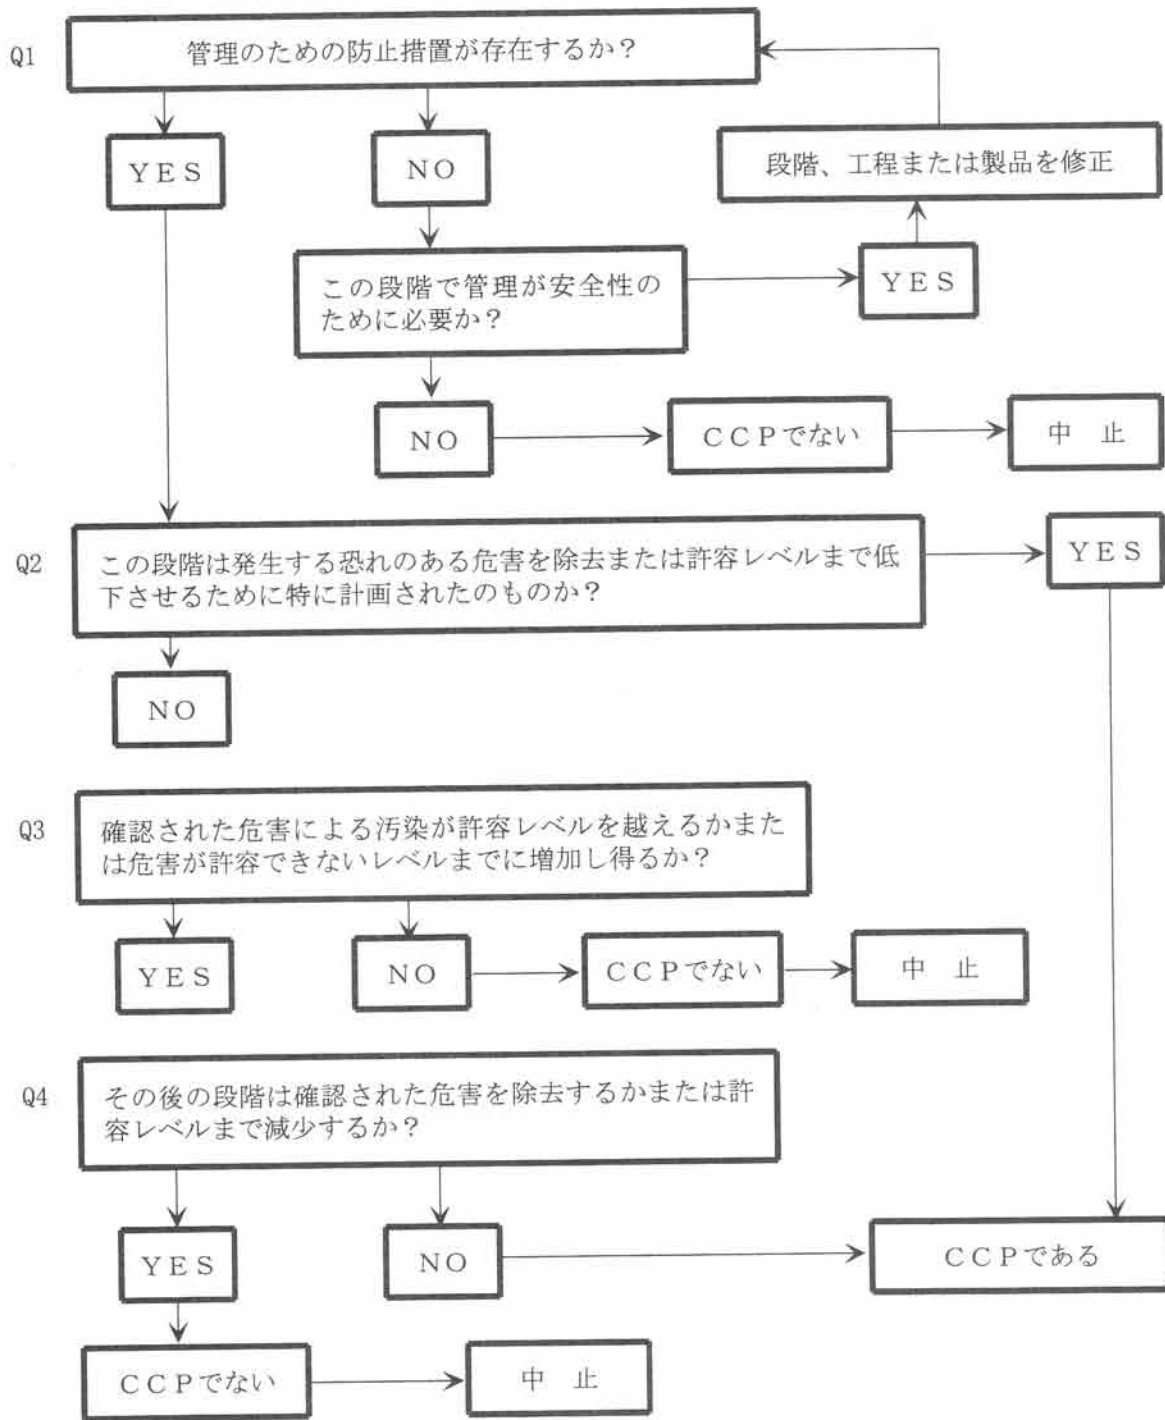 Q1
管理のための防止措置が存在するか？
YES
NO
段階、工程または製品を修正
この段階で管理が安全性の
ために必要か？
YES
NO
CCPでない
中　止
Q2
この段階は発生する恐れのある危害を除去または許容レベルまで低
下させるために特に計画されたのものか？
YES
NO
Q3
確認された危害による汚染が許容レベルを越えるかまた
は危害が許容できないレベルまでに増加し得るか？
YES
NO
CCPでない
中　止
Q4
その後の段階は確認された危害を除去するかまたは許
容レベルまで減少するか？
YES
NO
CCPである
CCPでない
中　止